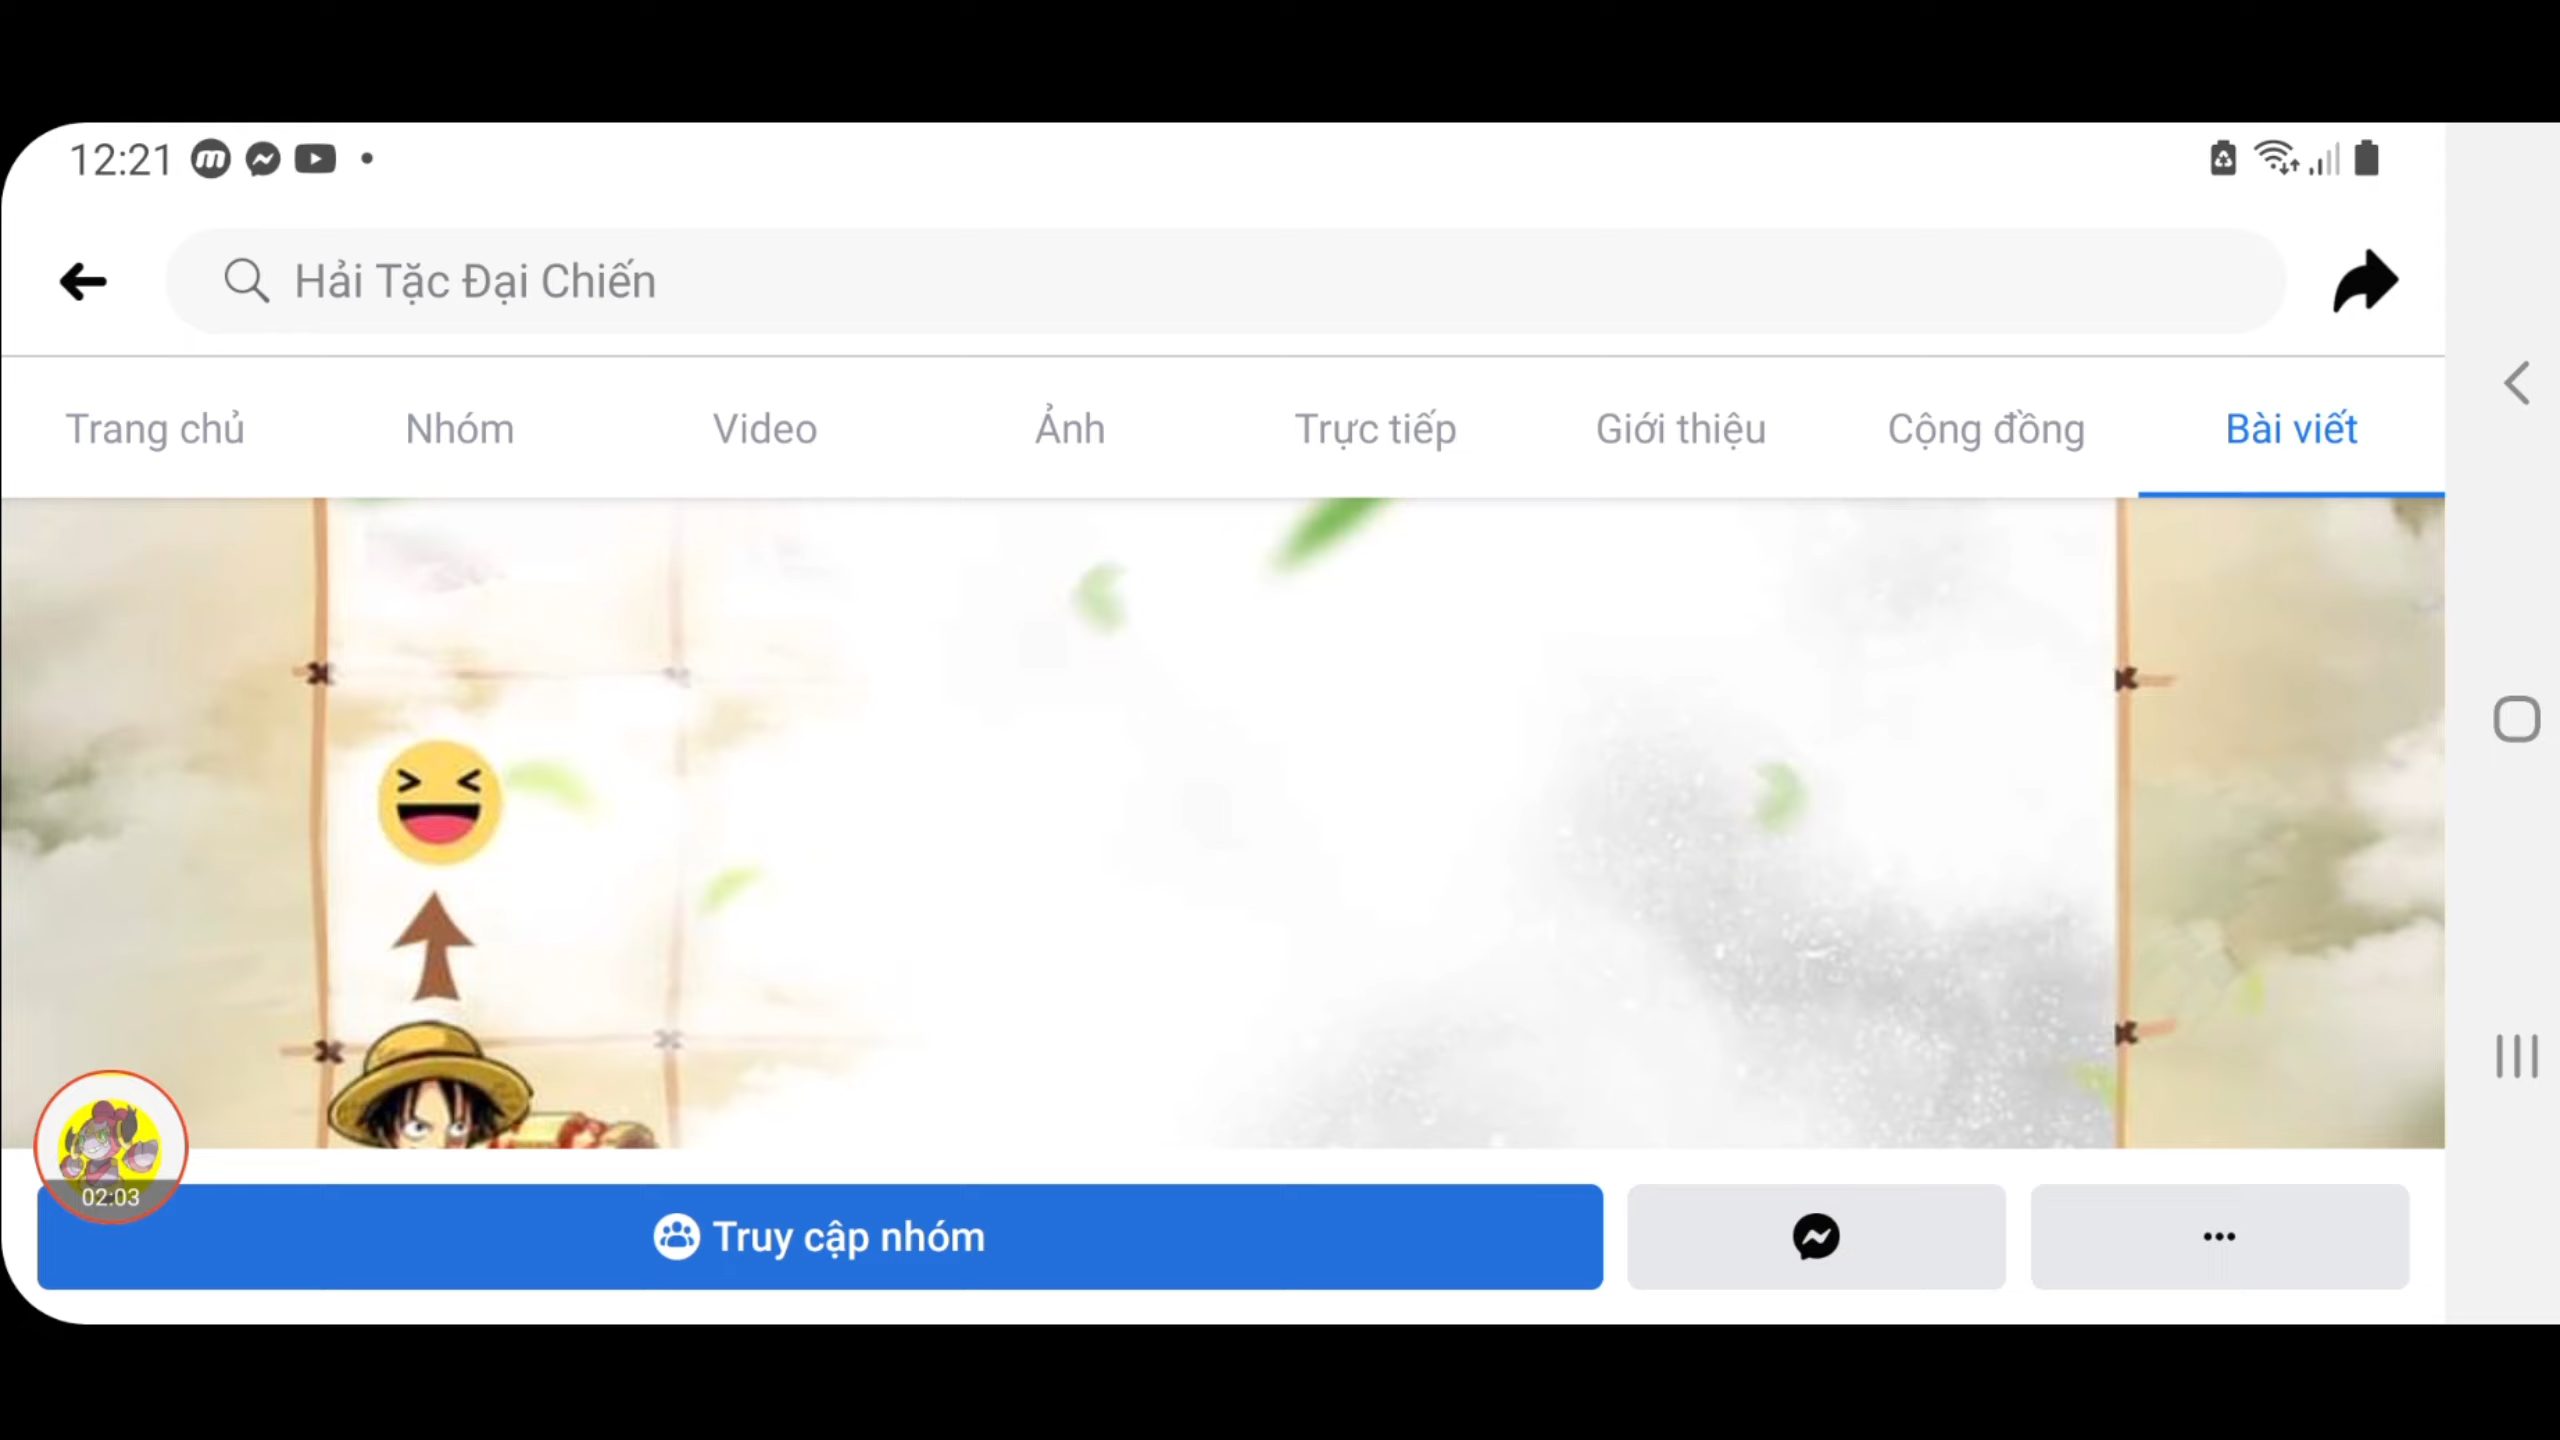 12:21
Hải Tặc Đại Chiến
Trang chủ Nhóm Video Ảnh Trực tiếp Giới thiệu Cộng đồng Bài viết
02:03
Truy cập nhóm